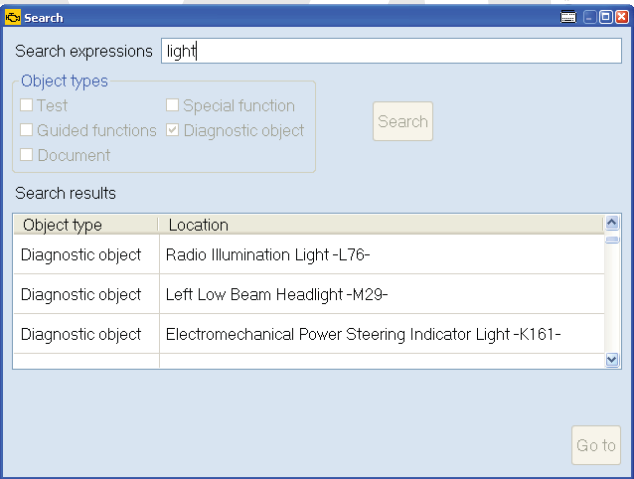 Search
Search expressions light
Object types
Test Special function
Guided functions Diagnostic object
Document
Search
Search results
Object type Location
Diagnostic object Radio Illumination Light -L76-
Diagnostic object Left Low Beam Headlight -M29-
Diagnostic object Electromechanical Power Steering Indicator Light -K161-
Go to